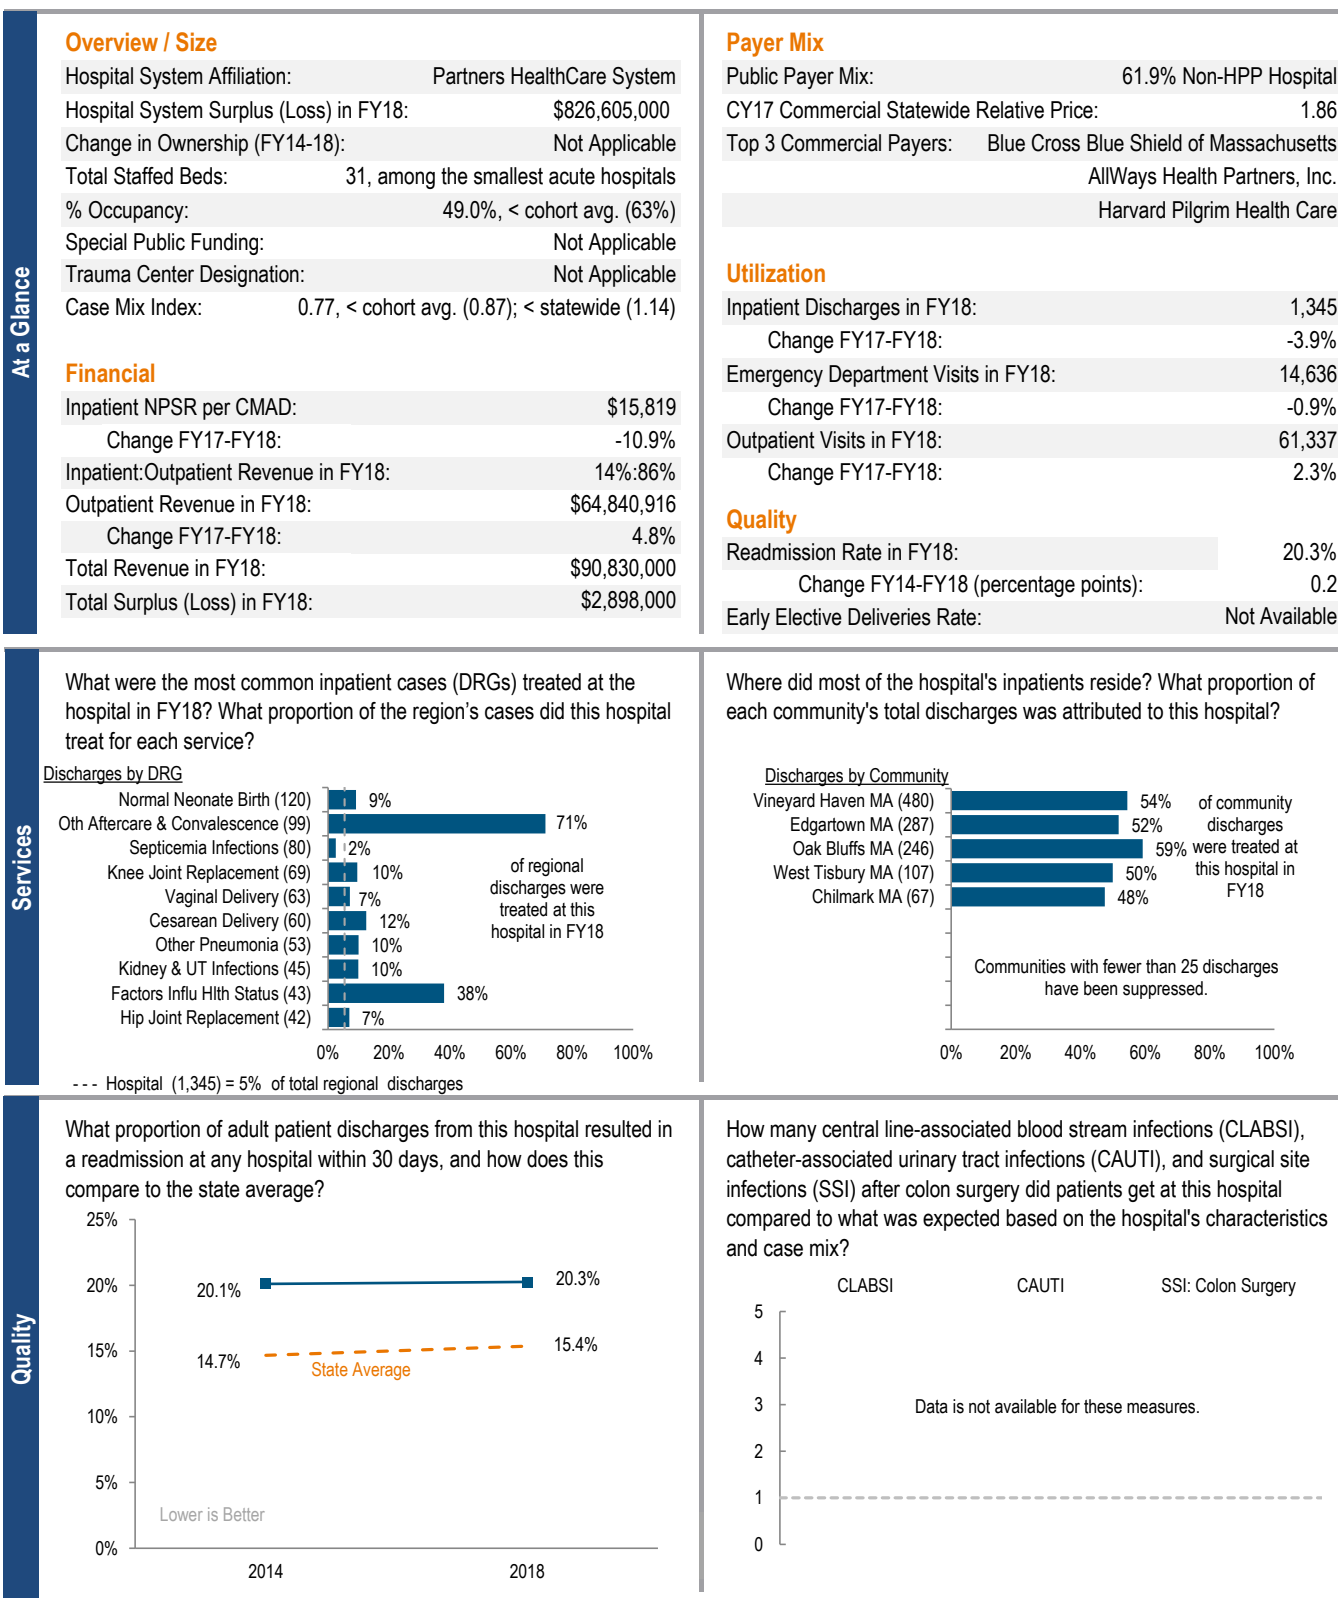 At a Glance
Overview / Size
Hospital System Affiliation: Partners HealthCare System
Hospital System Surplus (Loss) in FY18: $826,605,000
Change in Ownership (FY14-18): Not Applicable
Total Staffed Beds: 31, among the smallest acute hospitals
% Occupancy: 49.0%, < cohort avg. (63%)
Special Public Funding: Not Applicable
Trauma Center Designation: Not Applicable
Case Mix Index: 0.77, < cohort avg. (0.87); < statewide (1.14)
Financial
Inpatient NPSR per CMAD: $15,819
Change FY17-FY18: -10.9%
Inpatient:Outpatient Revenue in FY18: 14%:86%
Outpatient Revenue in FY18: $64,840,916
Change FY17-FY18: 4.8%
Total Revenue in FY18: $90,830,000
Total Surplus (Loss) in FY18: $2,898,000
Payer Mix
Public Payer Mix: 61.9% Non-HPP Hospital
CY17 Commercial Statewide Relative Price: 1.86
Top 3 Commercial Payers: Blue Cross Blue Shield of Massachusetts
AllWays Health Partners, Inc.
Harvard Pilgrim Health Care
Utilization
Inpatient Discharges in FY18: 1,345
Change FY17-FY18: -3.9%
Emergency Department Visits in FY18: 14,636
Change FY17-FY18: -0.9%
Outpatient Visits in FY18: 61,337
Change FY17-FY18: 2.3%
Quality
Readmission Rate in FY18: 20.3%
Change FY14-FY18 (percentage points): 0.2
Early Elective Deliveries Rate: Not Available
Services
What were the most common inpatient cases (DRGs) treated at the
hospital in FY18? What proportion of the region's cases did this hospital
treat for each service?
Discharges by DRG
Normal Neonate Birth (120) 9%
Oth Aftercare & Convalescence (99) 71%
Septicemia Infections (80) 2%
Knee Joint Replacement (69) 10%
Vaginal Delivery (63) 7%
Cesarean Delivery (60) 12%
Other Pneumonia (53) 10%
Kidney & UT Infections (45) 10%
Factors Influ Hlth Status (43) 38%
Hip Joint Replacement (42) 7%
of regional
discharges were
treated at this
hospital in FY18
0% 20% 40% 60% 80% 100%
- - - Hospital (1,345) = 5% of total regional discharges
Where did most of the hospital's inpatients reside? What proportion of
each community's total discharges was attributed to this hospital?
Discharges by Community
Vineyard Haven MA (480) 54%
Edgartown MA (287) 52%
Oak Bluffs MA (246) 59%
West Tisbury MA (107) 50%
Chilmark MA (67) 48%
of community
discharges
were treated at
this hospital in
FY18
Communities with fewer than 25 discharges
have been suppressed.
0% 20% 40% 60% 80% 100%
Quality
What proportion of adult patient discharges from this hospital resulted in
a readmission at any hospital within 30 days, and how does this
compare to the state average?
25%
20%
15%
10%
5%
0%
20.1% 20.3%
14.7% 15.4%
State Average
Lower is Better
2014 2018
How many central line-associated blood stream infections (CLABSI),
catheter-associated urinary tract infections (CAUTI), and surgical site
infections (SSI) after colon surgery did patients get at this hospital
compared to what was expected based on the hospital's characteristics
and case mix?
CLABSI CAUTI SSI: Colon Surgery
5
4
3
2
1
0
Data is not available for these measures.